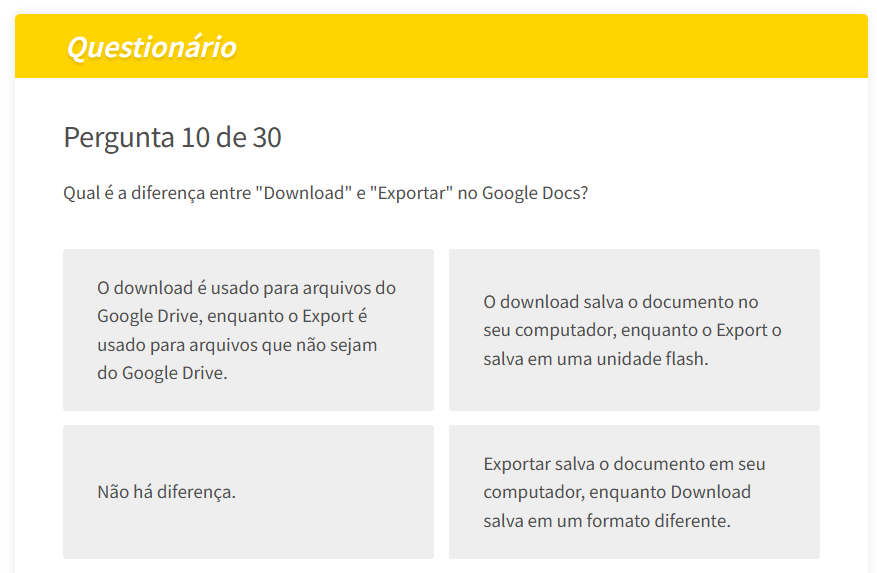 Questionário
Pergunta 10 de 30
Qual é a diferença entre "Download" e "Exportar" no Google Docs?
O download é usado para arquivos do
Google Drive, enquanto o Export é
usado para arquivos que não sejam
do Google Drive.
O download salva o documento no
seu computador, enquanto o Export o
salva em uma unidade flash.
Não há diferença.
Exportar salva o documento em seu
computador, enquanto Download
salva em um formato diferente.